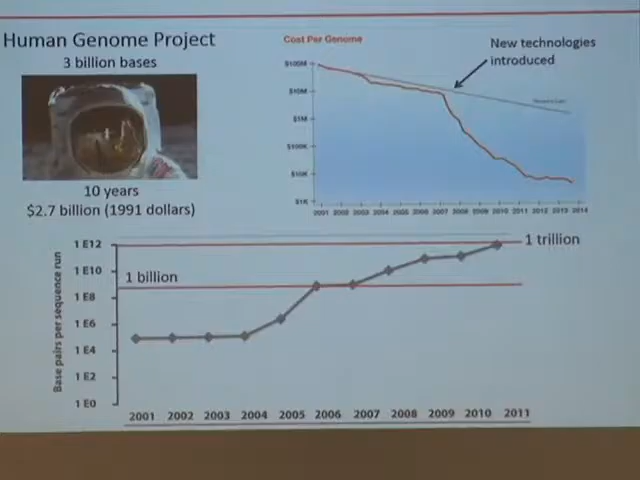 Human Genome Project
3 billion bases
10 years
$2.7 billion (1991 dollars)
Cost Per Genome
New technologies
introduced
$100M
$10M
$1M
$100K
$10K
$1K
2001 2002 2003 2004 2005 2006 2007 2008 2009 2010 2011 2012 2013 2014
Base pairs per sequence run
1 E12
1 E10
1 E8
1 E6
1 E4
1 E2
1 E0
1 trillion
1 billion
2001 2002 2003 2004 2005 2006 2007 2008 2009 2010 2011